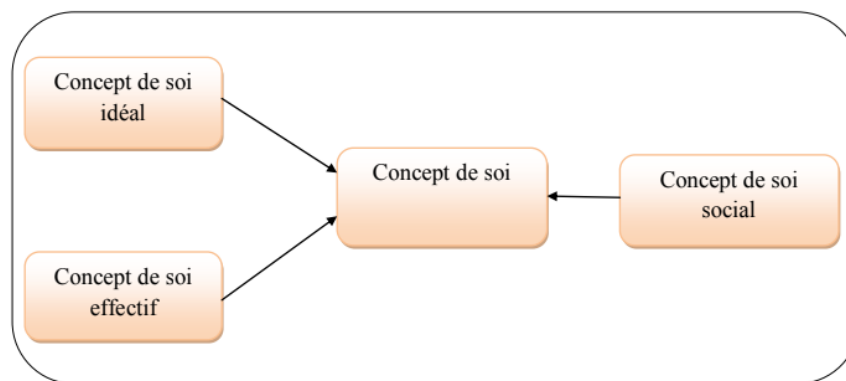 Concept de soi
idéal
Concept de soi
Concept de soi
social
Concept de soi
effectif